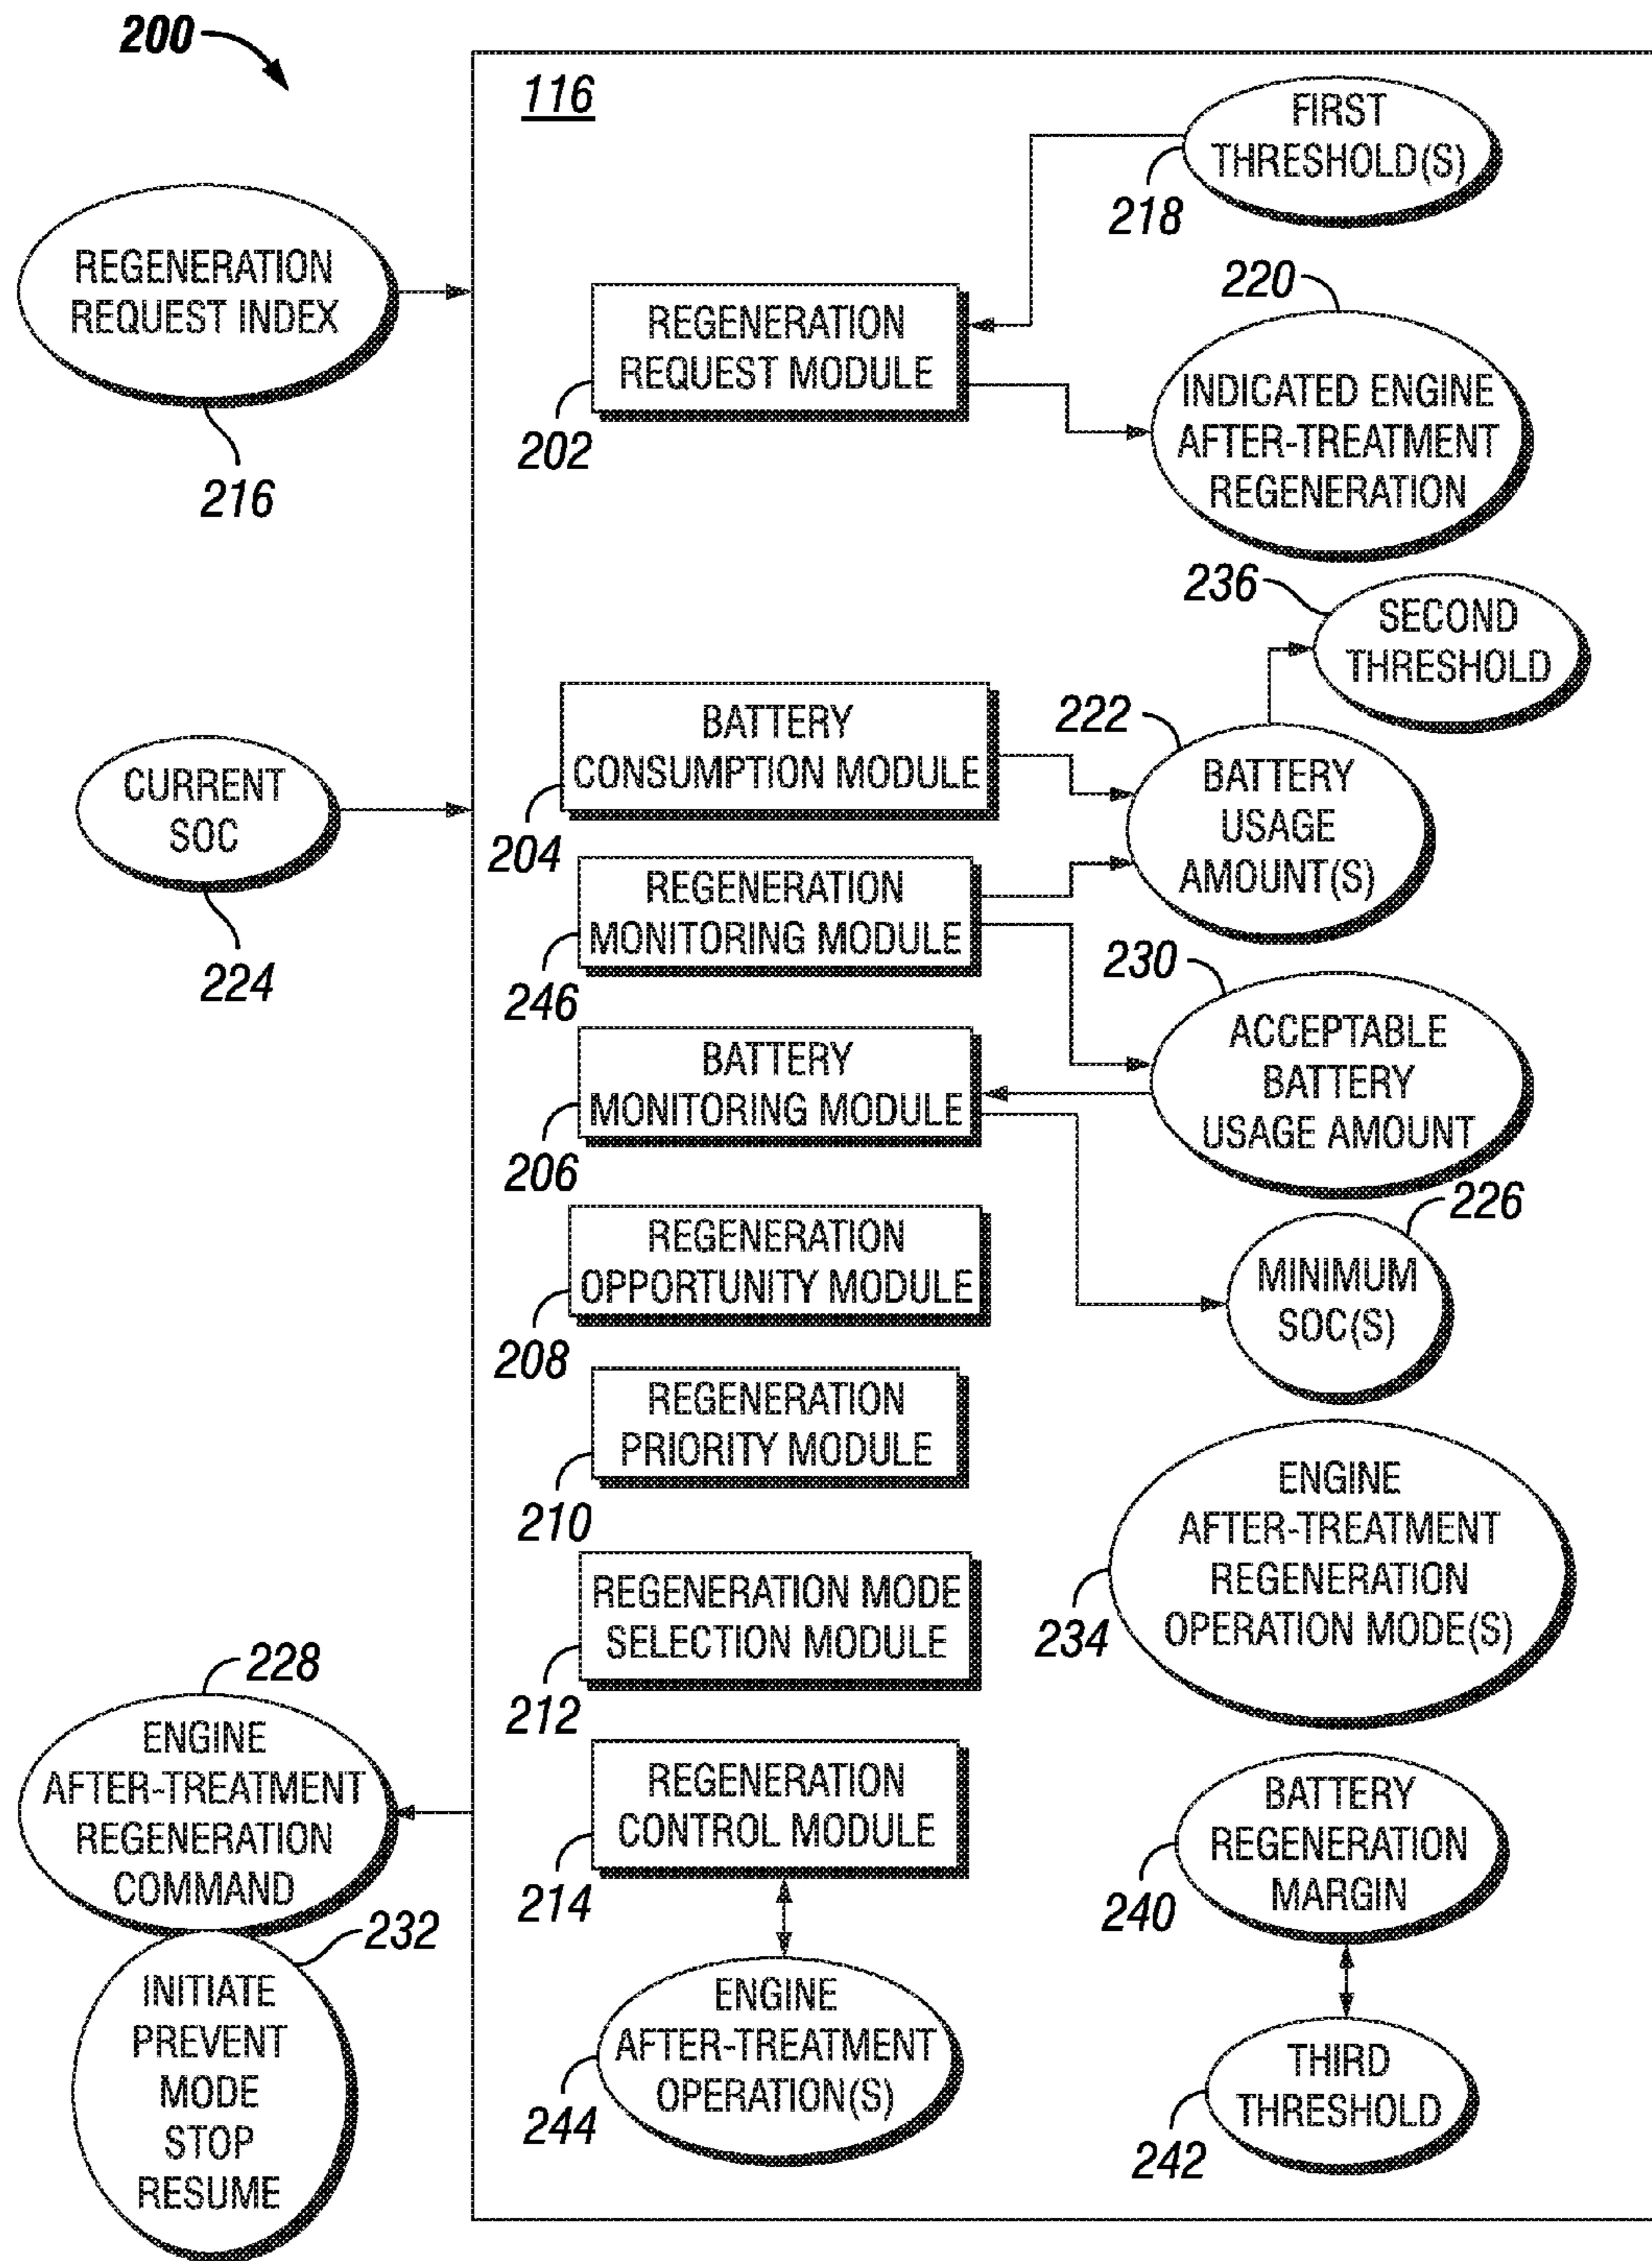 200
116
FIRST
THRESHOLD(S)
218
REGENERATION
REQUEST INDEX
216
REGENERATION
REQUEST MODULE
202
220
INDICATED ENGINE
AFTER-TREATMENT
REGENERATION
236
SECOND
THRESHOLD
CURRENT
SOC
224
BATTERY
CONSUMPTION MODULE
204
222
BATTERY
USAGE
AMOUNT(S)
REGENERATION
MONITORING MODULE
246
230
ACCEPTABLE
BATTERY
USAGE AMOUNT
BATTERY
MONITORING MODULE
206
226
MINIMUM
SOC(S)
REGENERATION
OPPORTUNITY MODULE
208
REGENERATION
PRIORITY MODULE
210
ENGINE
AFTER-TREATMENT
REGENERATION
OPERATION MODE(S)
234
REGENERATION MODE
SELECTION MODULE
212
228
ENGINE
AFTER-TREATMENT
REGENERATION
COMMAND
232
INITIATE
PREVENT
MODE
STOP
RESUME
REGENERATION
CONTROL MODULE
214
BATTERY
REGENERATION
MARGIN
240
ENGINE
AFTER-TREATMENT
OPERATION(S)
244
THIRD
THRESHOLD
242